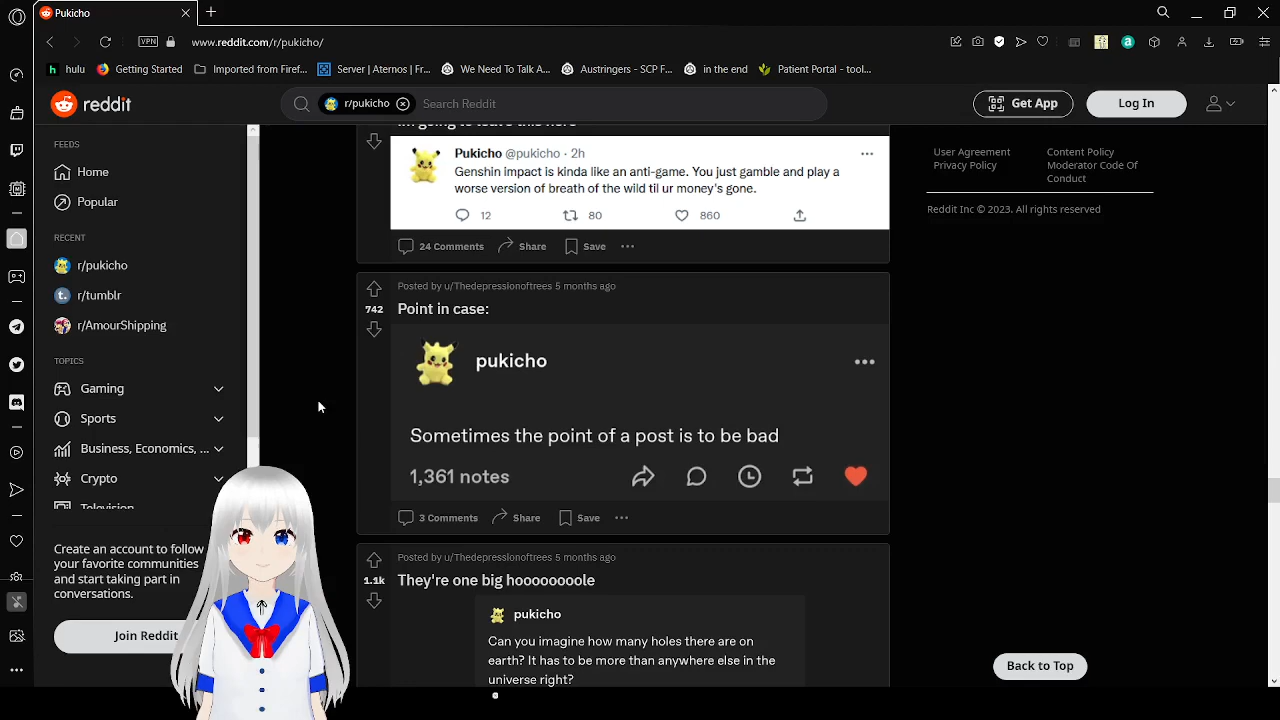 Pukicho
VPN
www.reddit.com/r/pukicho/
hulu
Getting Started
Imported from Firef...
Server | Aternos | Fr...
We Need To Talk A...
Austringers - SCP F...
in the end
Patient Portal - tool...
reddit
r/pukicho
Search Reddit
Get App
Log In
FEEDS
Home
Popular
RECENT
r/pukicho
r/tumblr
r/AmourShipping
TOPICS
Gaming
Sports
Business, Economics, ...
Crypto
Television
Create an account to follow
your favorite communities
and start taking part in
conversations.
Join Reddit
I'm going to leave this here
Pukicho @pukicho · 2h
Genshin impact is kinda like an anti-game. You just gamble and play a
worse version of breath of the wild til ur money's gone.
12 80 860
24 Comments Share Save
Posted by u/Thedepressionoftrees 5 months ago
742
Point in case:
pukicho
Sometimes the point of a post is to be bad
1,361 notes
3 Comments Share Save
Posted by u/Thedepressionoftrees 5 months ago
1.1k
They're one big hoooooooole
pukicho
Can you imagine how many holes there are on
earth? It has to be more than anywhere else in the
universe right?
User Agreement
Privacy Policy
Content Policy
Moderator Code Of
Conduct
Reddit Inc © 2023. All rights reserved
Back to Top